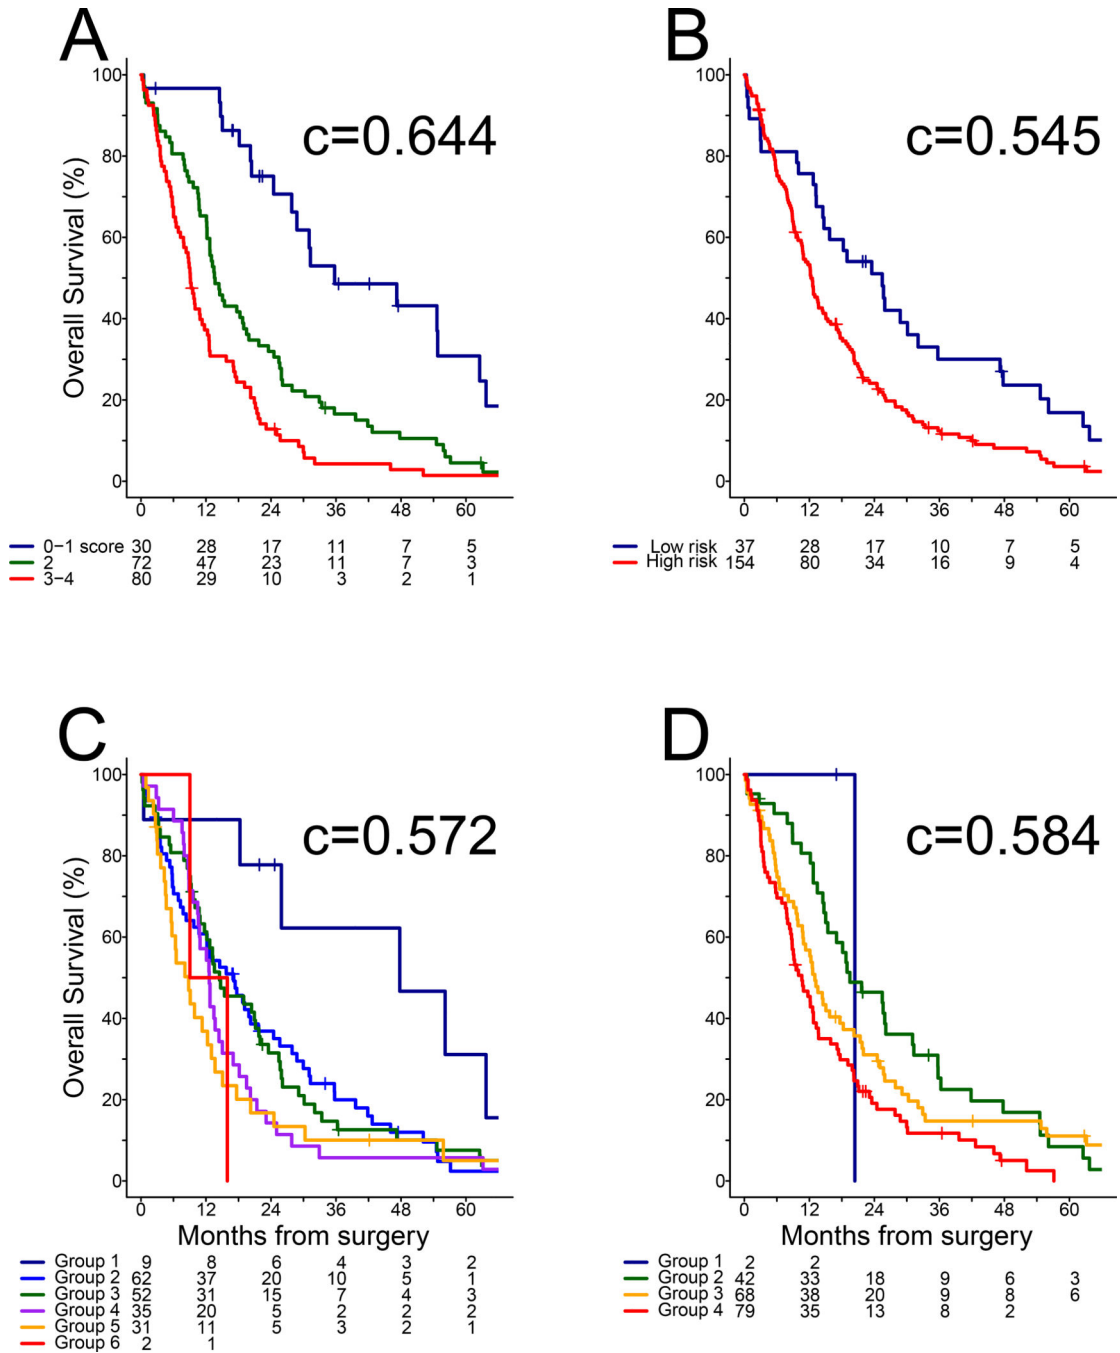 A
B
100
80
60
40
20
0
Overall Survival (%)
c=0.644
0 12 24 36 48 60
100
80
60
40
20
0
c=0.545
0 12 24 36 48 60
0−1 score 30 28 17 11 7 5
2 72 47 23 11 7 3
3−4 80 29 10 3 2 1
Low risk 37 28 17 10 7 5
High risk 154 80 34 16 9 4
C
D
100
80
60
40
20
0
Overall Survival (%)
c=0.572
0 12 24 36 48 60
Months from surgery
100
80
60
40
20
0
c=0.584
0 12 24 36 48 60
Months from surgery
Group 1 9 8 6 4 3 2
Group 2 62 37 20 10 5 1
Group 3 52 31 15 7 4 3
Group 4 35 20 5 2 2 2
Group 5 31 11 5 3 2 1
Group 6 2 1
Group 1 2 2
Group 2 42 33 18 9 6 3
Group 3 68 38 20 9 8 6
Group 4 79 35 13 8 2